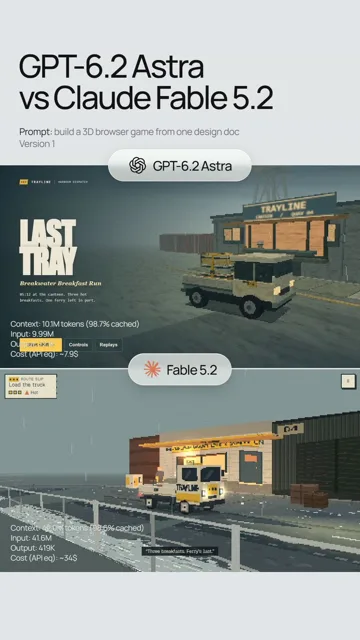 GPT-6.2 Astra
vs Claude Fable 5.2
Prompt: build a 3D browser game from one design doc
Version 1
GPT-6.2 Astra
TRAYLINE
TRAYLINE
LAST
TRAY
Breakwater Breakfast Run
Context: 10.1M tokens (98.7% cached)
Input: 9.99M
Controls
Replays
Cost (API eq): ~7.9$
Fable 5.2
Load the truck
TRAYLINE
Input: 41.6M
Output: 419K
Cost (API eq): ~34$
"Three breakfasts. Ferry's last."